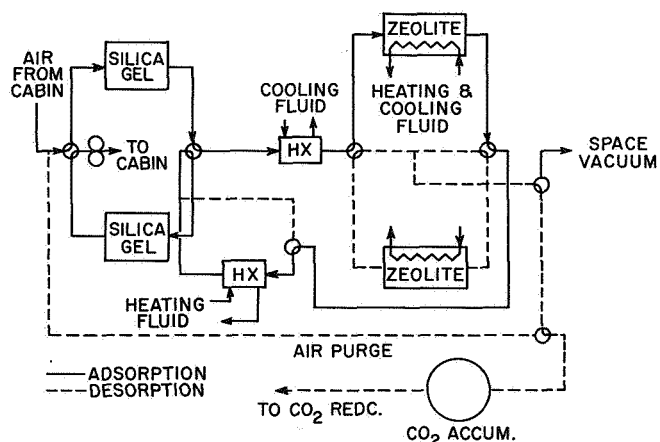 AIR
FROM
CABIN
SILICA
GEL
ZEOLITE
COOLING
FLUID
HEATING &
COOLING
FLUID
TO
CABIN
HX
SPACE
VACUUM
SILICA
GEL
HX
ZEOLITE
HEATING
FLUID
AIR PURGE
ADSORPTION
DESORPTION
TO CO2 REDC.
CO2 ACCUM.